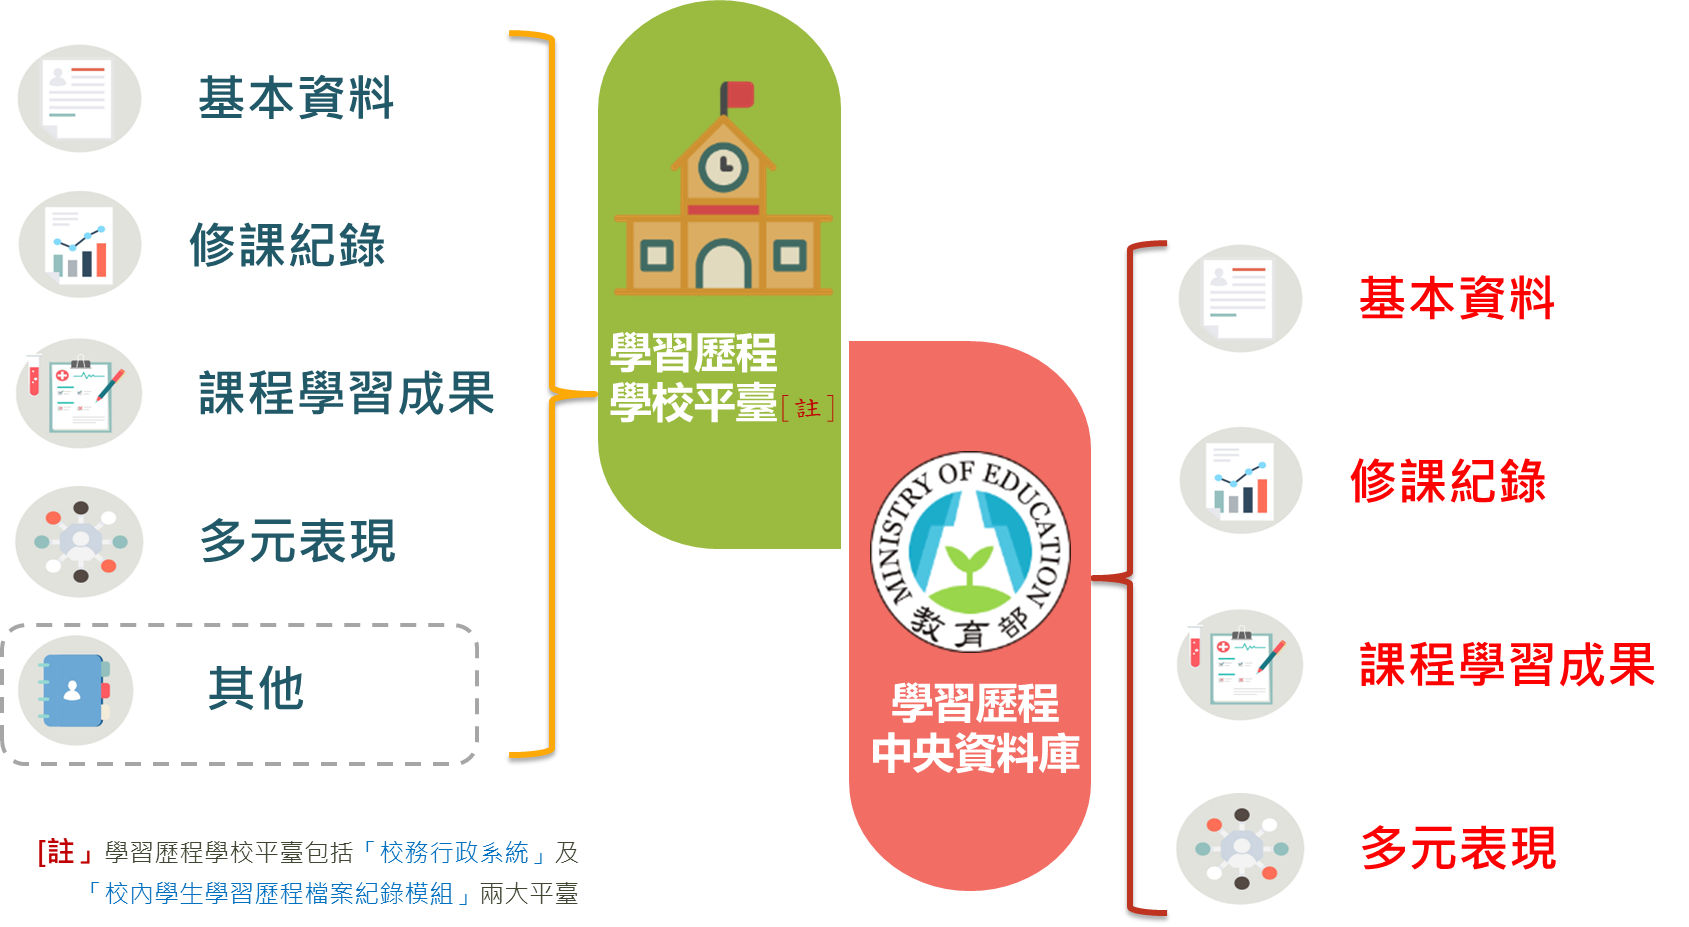 基本資料
修課紀錄
課程學習成果
多元表現
其他
學習歷程
學校平臺[註]
MINISTRY OF EDUCATION
教育部
學習歷程
中央資料庫
基本資料
修課紀錄
課程學習成果
多元表現
[註」學習歷程學校平臺包括「校務行政系統」及
「校內學生學習歷程檔案紀錄模組」兩大平臺